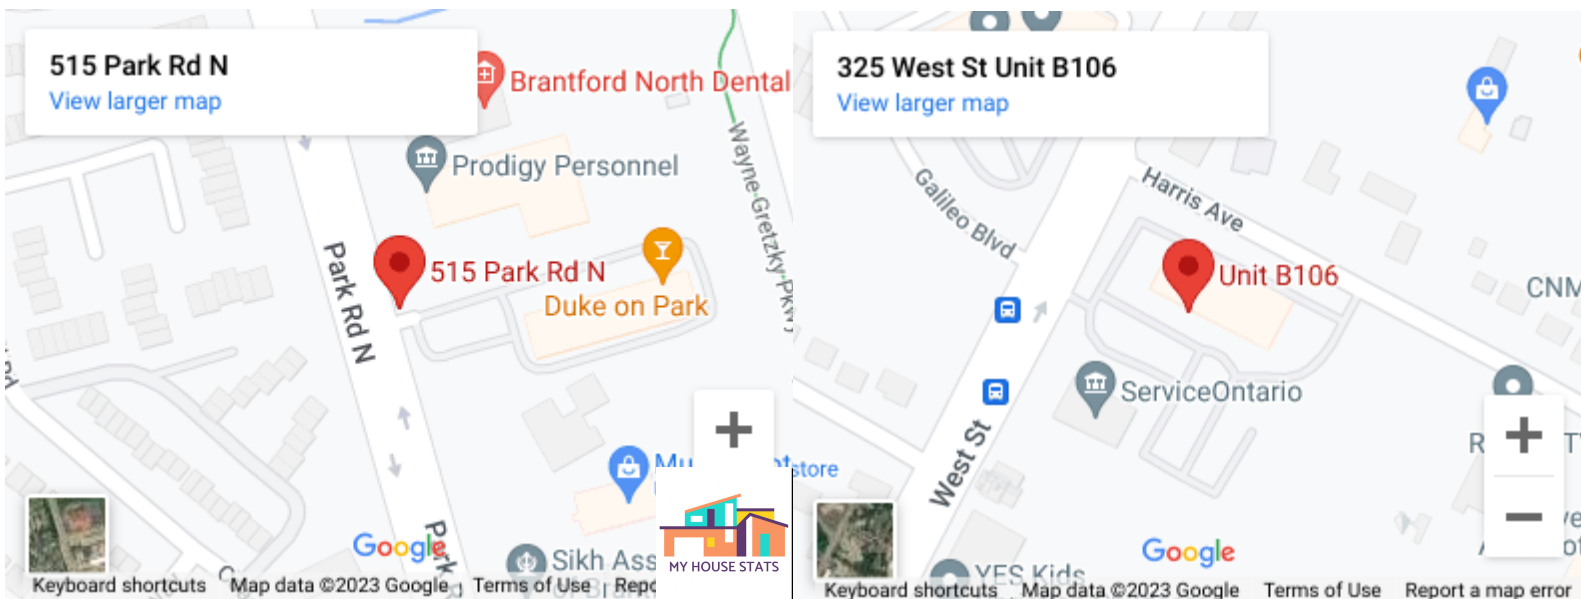 515 Park Rd N
View larger map
Brantford North Dental
Prodigy Personnel
Wayne Gretzky Pkwy
Park Rd N
515 Park Rd N
Duke on Park
store
Sikh
Park
Google
MY HOUSE STATS
Keyboard shortcuts
Map data ©2023 Google
Terms of Use
325 West St Unit B106
View larger map
Galileo Blvd
Harris Ave
Unit B106
CNM
ServiceOntario
West St
YES Kids
Google
Keyboard shortcuts
Map data ©2023 Google
Terms of Use
Report a map error